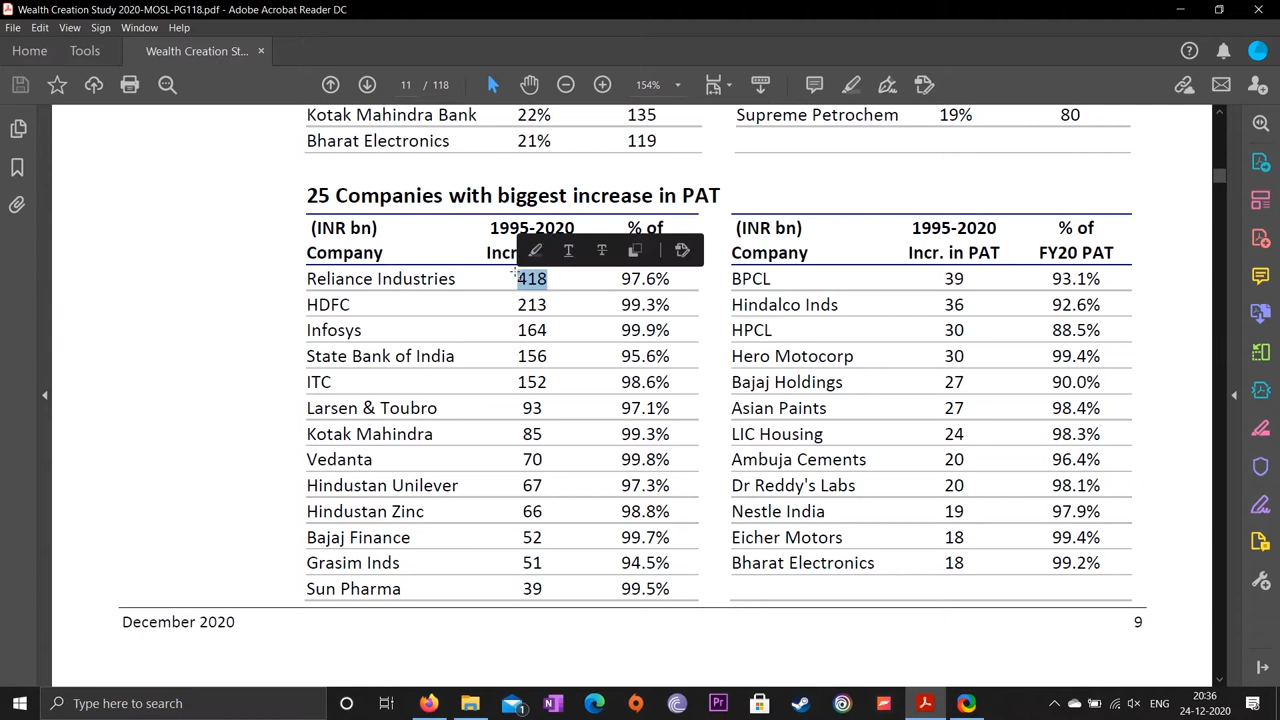 Wealth Creation Study 2020-MOSL-PG118.pdf - Adobe Acrobat Reader DC
File Edit View Sign Window Help
Home Tools Wealth Creation St... ×
11 / 118 154%
Kotak Mahindra Bank 22% 135 Supreme Petrochem 19% 80
Bharat Electronics 21% 119
25 Companies with biggest increase in PAT
(INR bn) 1995-2020 % of (INR bn) 1995-2020 % of
Company Incr Company Incr. in PAT FY20 PAT
Reliance Industries 418 97.6% BPCL 39 93.1%
HDFC 213 99.3% Hindalco Inds 36 92.6%
Infosys 164 99.9% HPCL 30 88.5%
State Bank of India 156 95.6% Hero Motocorp 30 99.4%
ITC 152 98.6% Bajaj Holdings 27 90.0%
Larsen & Toubro 93 97.1% Asian Paints 27 98.4%
Kotak Mahindra 85 99.3% LIC Housing 24 98.3%
Vedanta 70 99.8% Ambuja Cements 20 96.4%
Hindustan Unilever 67 97.3% Dr Reddy's Labs 20 98.1%
Hindustan Zinc 66 98.8% Nestle India 19 97.9%
Bajaj Finance 52 99.7% Eicher Motors 18 99.4%
Grasim Inds 51 94.5% Bharat Electronics 18 99.2%
Sun Pharma 39 99.5%
December 2020 9
Type here to search
20:36
24-12-2020